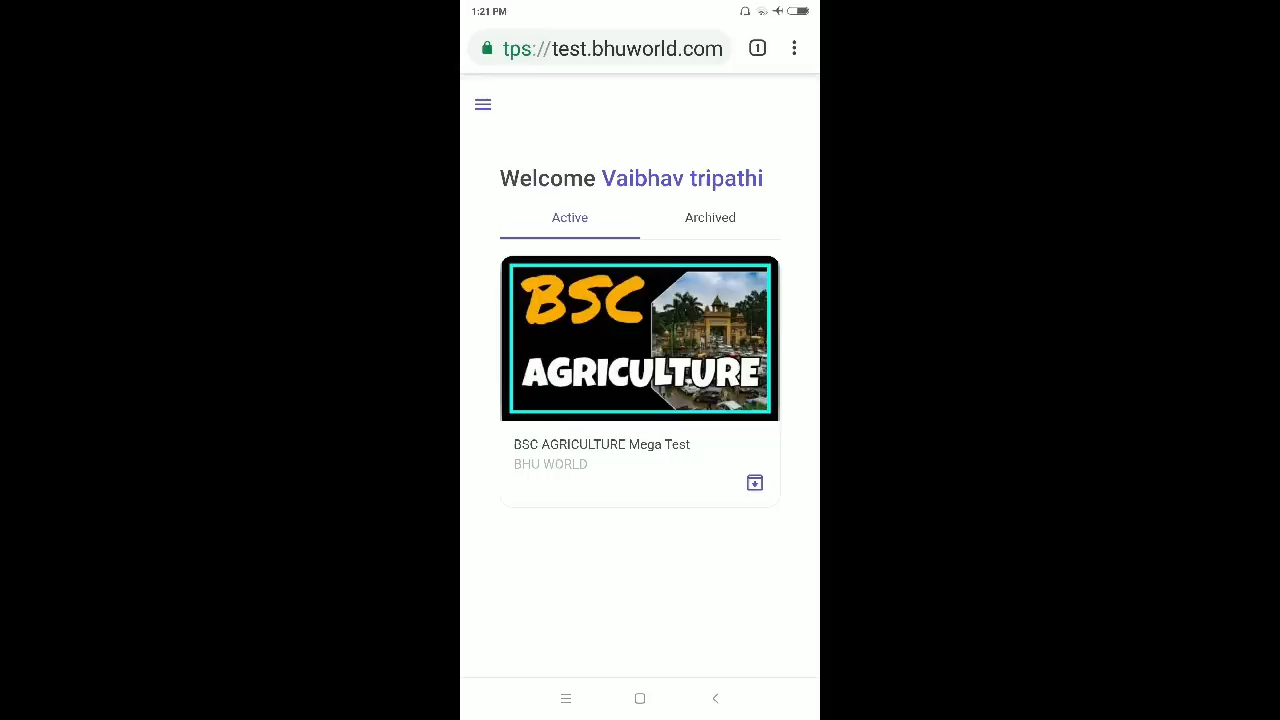 1:21 PM
tps://test.bhuworld.com
1
Welcome Vaibhav tripathi
Active
Archived
BSC
AGRICULTURE
BSC AGRICULTURE Mega Test
BHU WORLD